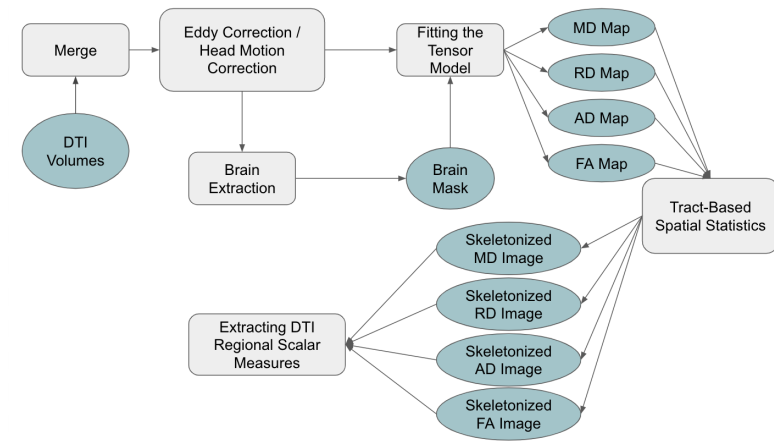 Merge
Eddy Correction /
Head Motion
Correction
Fitting the
Tensor
Model
MD Map
RD Map
AD Map
FA Map
DTI
Volumes
Brain
Extraction
Brain
Mask
Tract-Based
Spatial Statistics
Skeletonized
MD Image
Skeletonized
RD Image
Skeletonized
AD Image
Skeletonized
FA Image
Extracting DTI
Regional Scalar
Measures